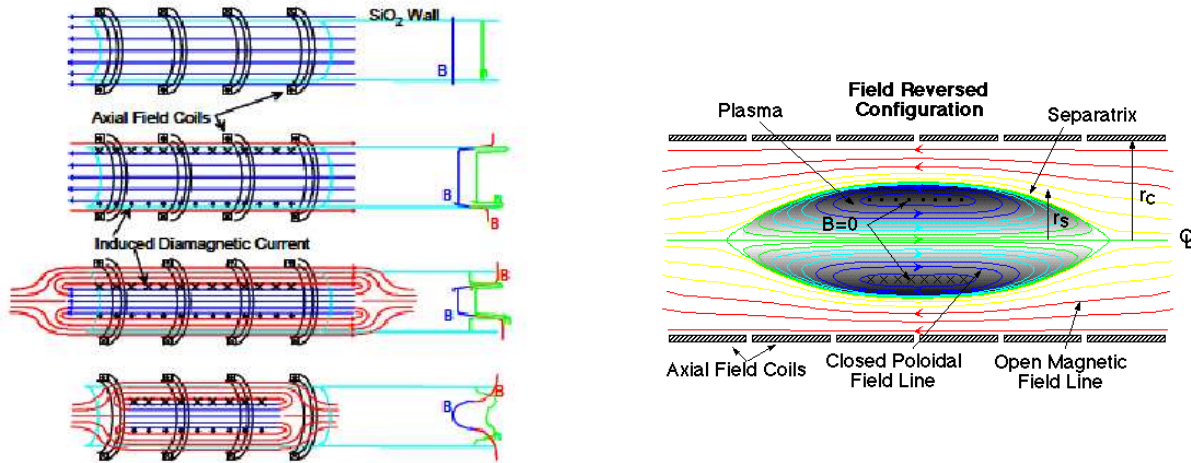 SiO2 Wall
B
n
Axial Field Coils
B
n
B
Induced Diamagnetic Current
B
B
n
B
n
Field Reversed
Configuration
Plasma
Separatrix
B=0
rs
rc
CL
Axial Field Coils
Closed Poloidal
Field Line
Open Magnetic
Field Line